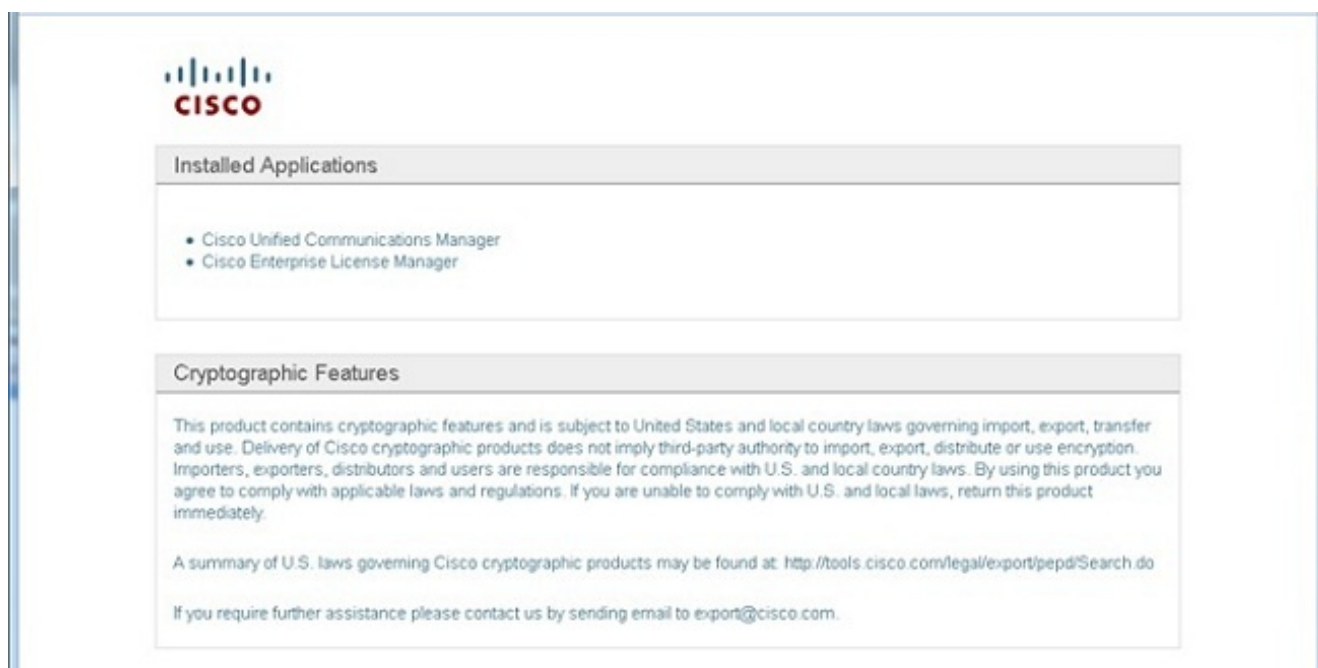 CISCO
Installed Applications
• Cisco Unified Communications Manager
• Cisco Enterprise License Manager
Cryptographic Features
This product contains cryptographic features and is subject to United States and local country laws governing import, export, transfer
and use. Delivery of Cisco cryptographic products does not imply third-party authority to import, export, distribute or use encryption.
Importers, exporters, distributors and users are responsible for compliance with U.S. and local country laws. By using this product you
agree to comply with applicable laws and regulations. If you are unable to comply with U.S. and local laws, return this product
immediately.
A summary of U.S. laws governing Cisco cryptographic products may be found at: http://tools.cisco.com/legal/export/pepd/Search.do
If you require further assistance please contact us by sending email to export@cisco.com.